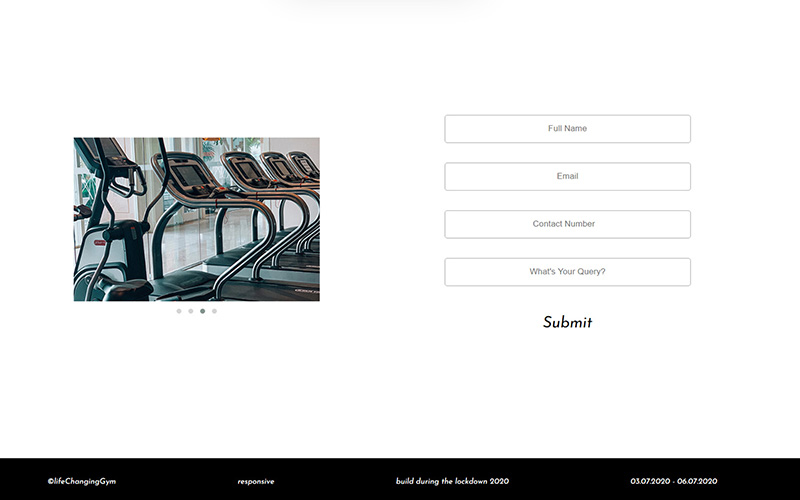 Full Name
Email
Contact Number
What's Your Query?
Submit
©lifeChangingGym
responsive
build during the lockdown 2020
03.07.2020 - 06.07.2020